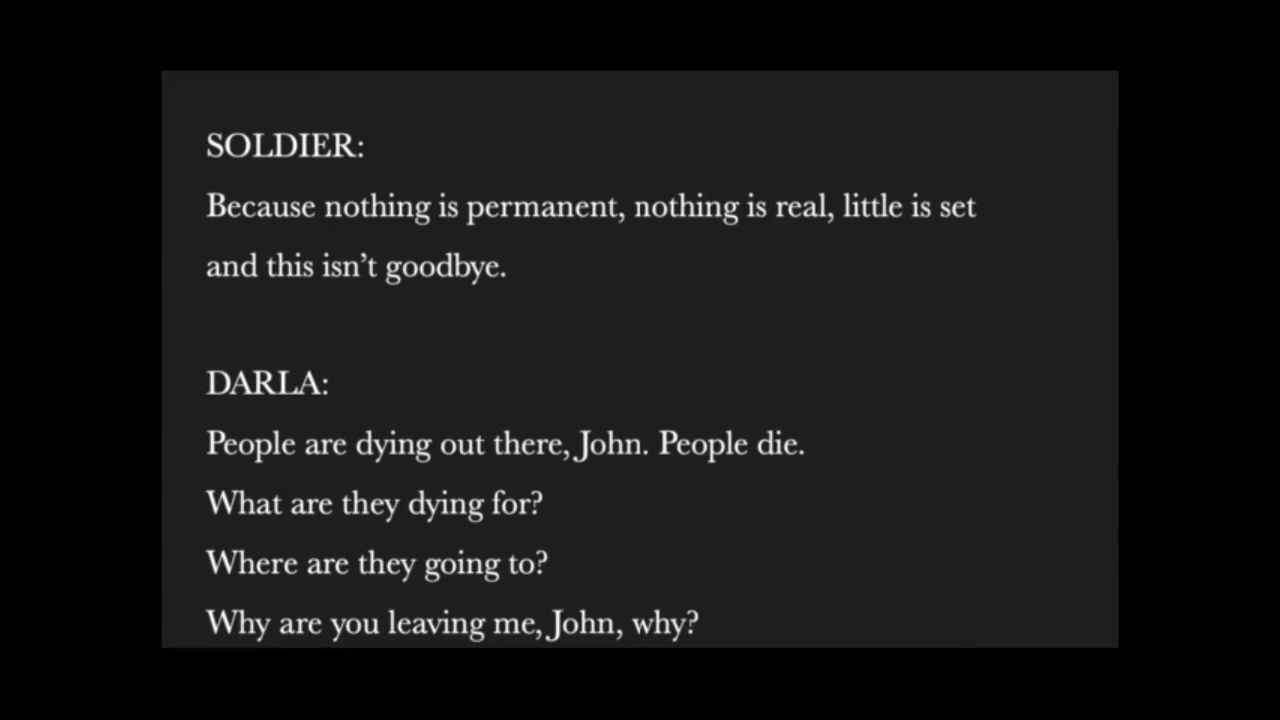 SOLDIER:
Because nothing is permanent, nothing is real, little is set
and this isn’t goodbye.
DARLA:
People are dying out there, John. People die.
What are they dying for?
Where are they going to?
Why are you leaving me, John, why?